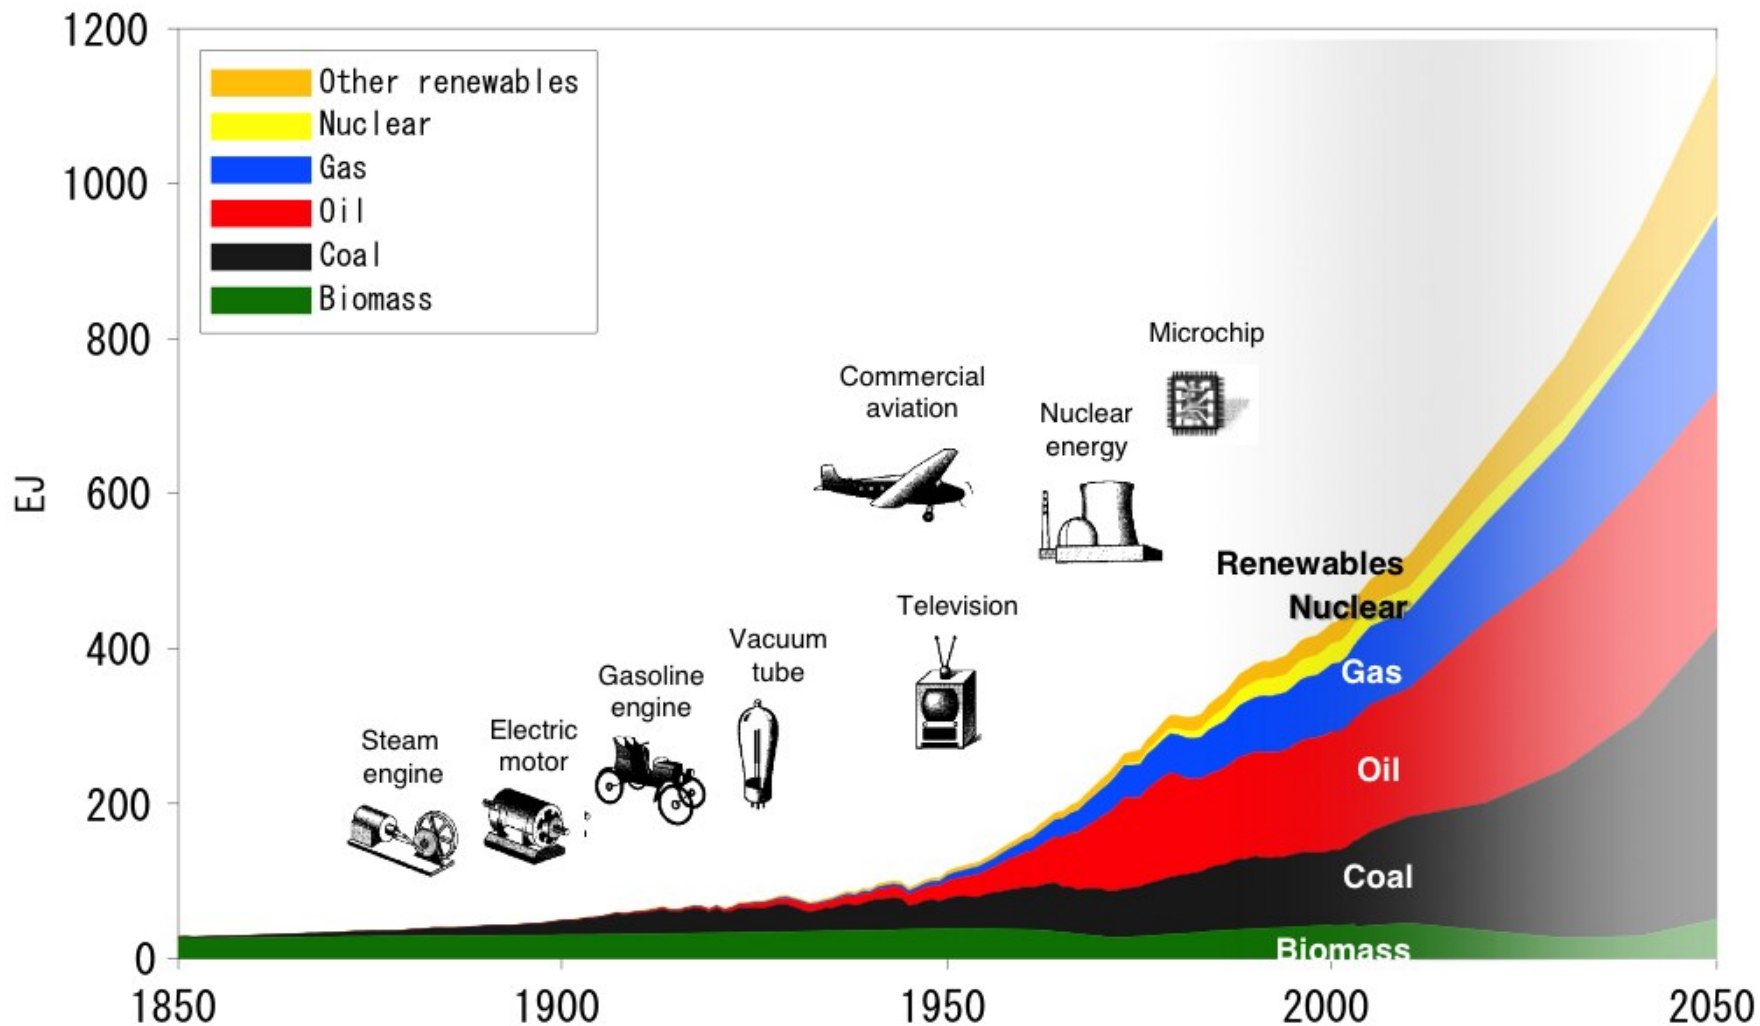 1200
1000
800
600
400
200
0
EJ
Other renewables
Nuclear
Gas
Oil
Coal
Biomass
Steam
engine
Electric
motor
Gasoline
engine
Vacuum
tube
Commercial
aviation
Television
Nuclear
energy
Microchip
Renewables
Nuclear
Gas
Oil
Coal
Biomass
1850
1900
1950
2000
2050